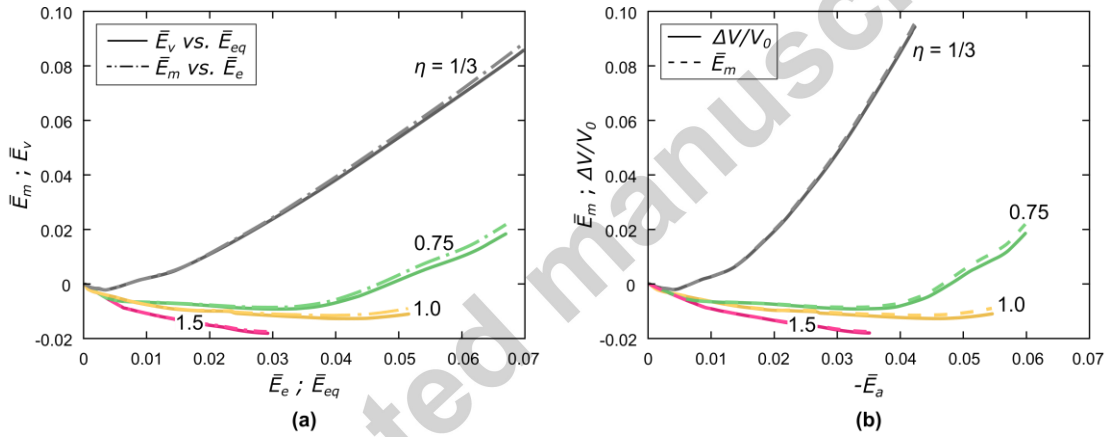 0.10
0.08
0.06
0.04
0.02
0
-0.02
Ē_m ; Ē_v
Ē_v vs. Ē_eq
Ē_m vs. Ē_e
η = 1/3
0.75
1.0
1.5
0 0.01 0.02 0.03 0.04 0.05 0.06 0.07
Ē_e ; Ē_eq
(a)
0.10
0.08
0.06
0.04
0.02
0
-0.02
Ē_m ; ΔV/V_0
ΔV/V_0
Ē_m
η = 1/3
0.75
1.0
1.5
0 0.01 0.02 0.03 0.04 0.05 0.06 0.07
-Ē_a
(b)
ted manusc